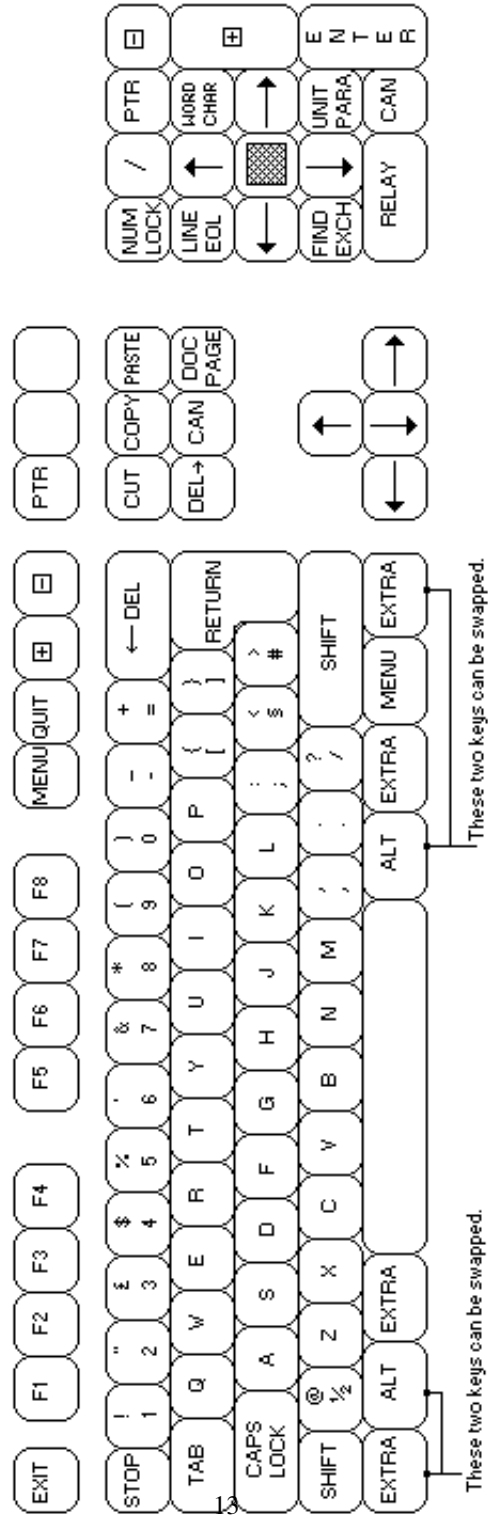 EXIT F1 F2 F3 F4 F5 F6 F7 F8 MENU QUIT + - PTR
! " £ $ % ' & * ( ) _ +
STOP 1 2 3 4 5 6 7 8 9 0 - = ← DEL CUT COPY PASTE NUM LOCK / PTR -
TAB Q W E R T Y U I O P { [ } ] RETURN DEL→ CAN DOC PAGE LINE EOL ↑ WORD CHAR +
CAPS LOCK A S D F G H J K L : ; < § > # ← →
SHIFT @ ½ Z X C V B N M , . ? / SHIFT ↑ FIND EXCH ↓ UNIT PARA ENTER
EXTRA ALT EXTRA ALT EXTRA MENU EXTRA ← ↓ → RELAY CAN
These two keys can be swapped.
These two keys can be swapped.
13